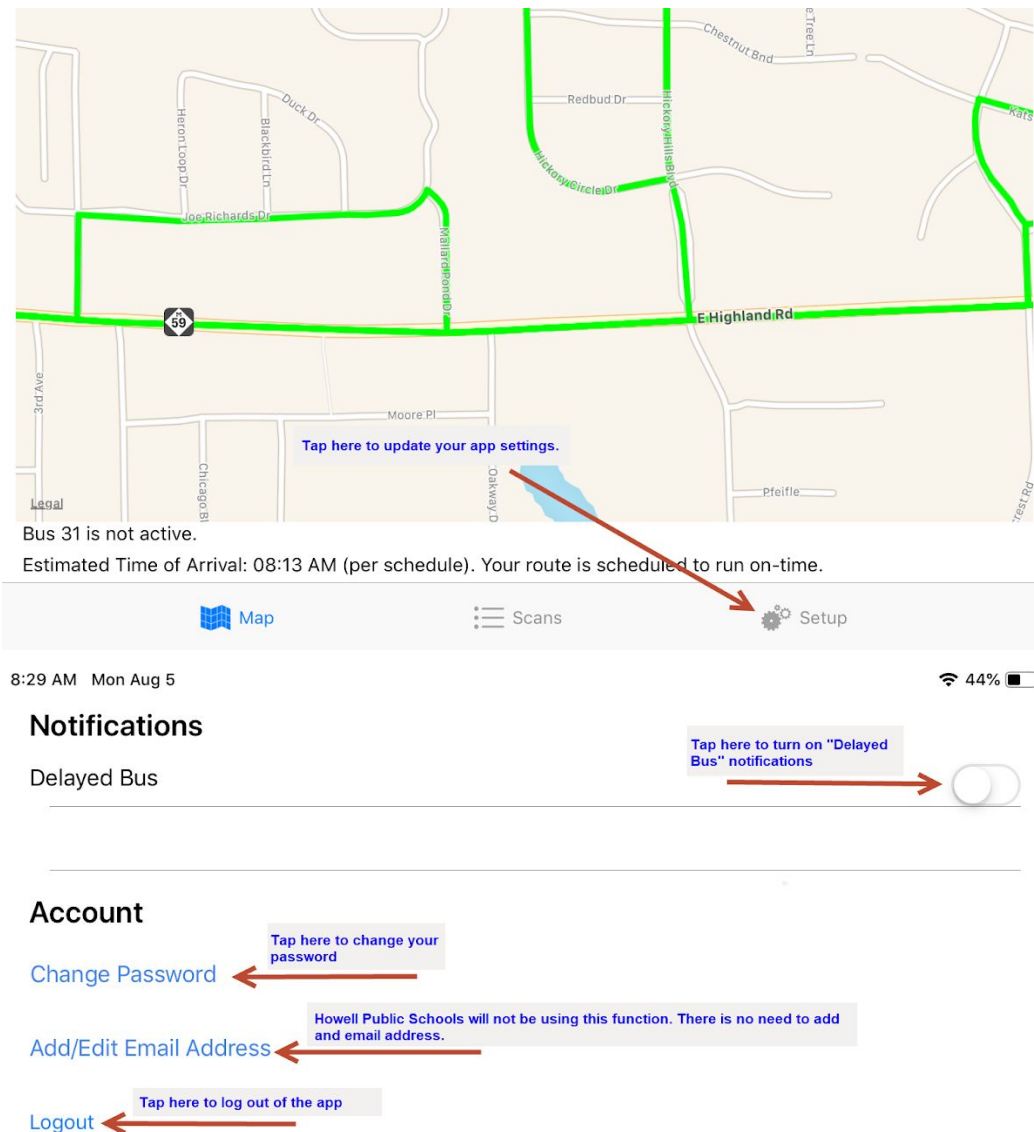 Chestnut Bnd
e Tree Ln
Redbud Dr
Duck Dr
Kats
Heron Loop Dr
Blackbird Ln
Hickory Hills Blvd
Hickory Circle Dr
Joe Richards Dr
Mallard Pond Dr
M
59
E Highland Rd
3rd Ave
Moore Pl
Tap here to update your app settings.
Chicago Bl
Oakway D
Pfeifle
crest Rd
Legal
Bus 31 is not active.
Estimated Time of Arrival: 08:13 AM (per schedule). Your route is scheduled to run on-time.
Map
Scans
Setup
8:29 AM Mon Aug 5
44%
Notifications
Tap here to turn on "Delayed
Bus" notifications
Delayed Bus
Account
Tap here to change your
password
Change Password
Howell Public Schools will not be using this function. There is no need to add
and email address.
Add/Edit Email Address
Tap here to log out of the app
Logout